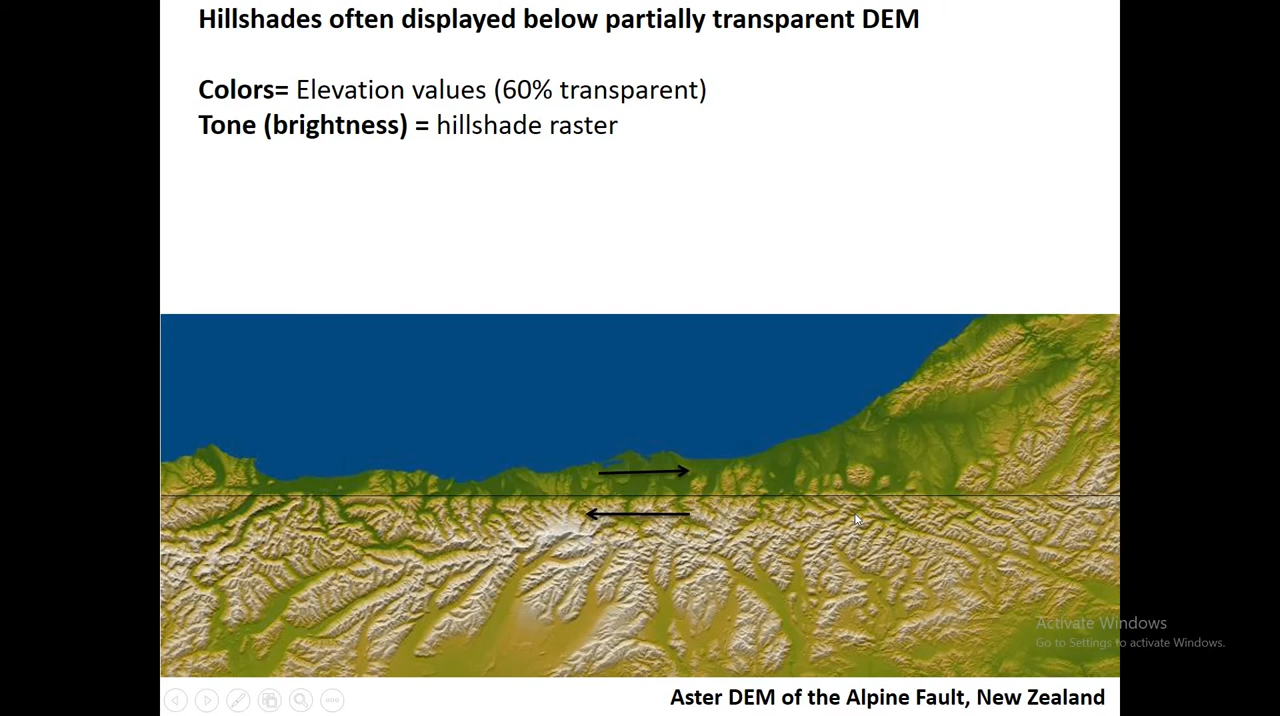 Hillshades often displayed below partially transparent DEM
Colors= Elevation values (60% transparent)
Tone (brightness) = hillshade raster
Activate Windows
Go to Settings to activate Windows.
Aster DEM of the Alpine Fault, New Zealand